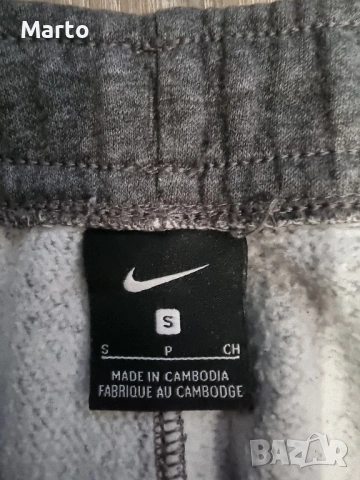 Marto
S
S P CH
MADE IN CAMBODIA
FABRIQUE AU CAMBODGE
BAZAR